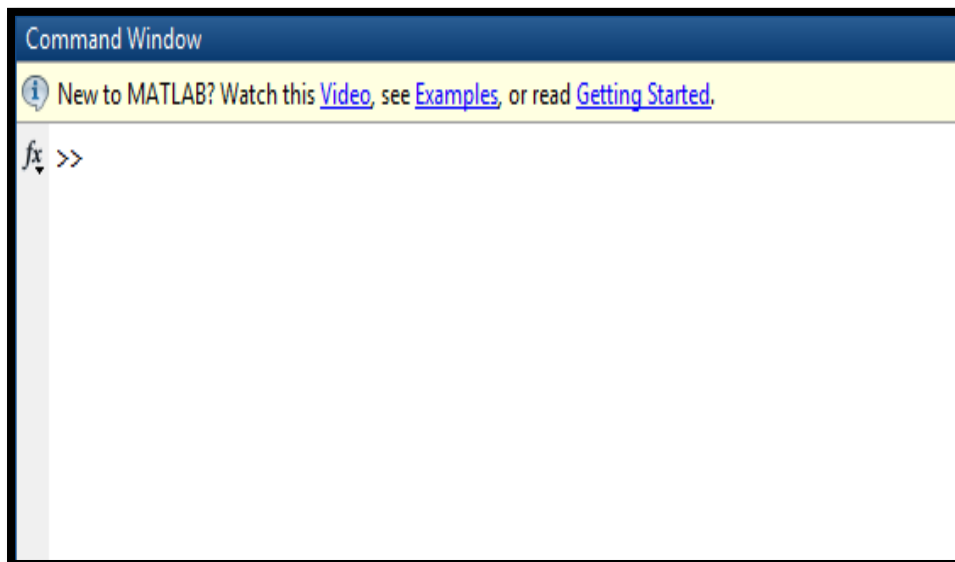 Command Window
New to MATLAB? Watch this Video, see Examples, or read Getting Started.
fx >>